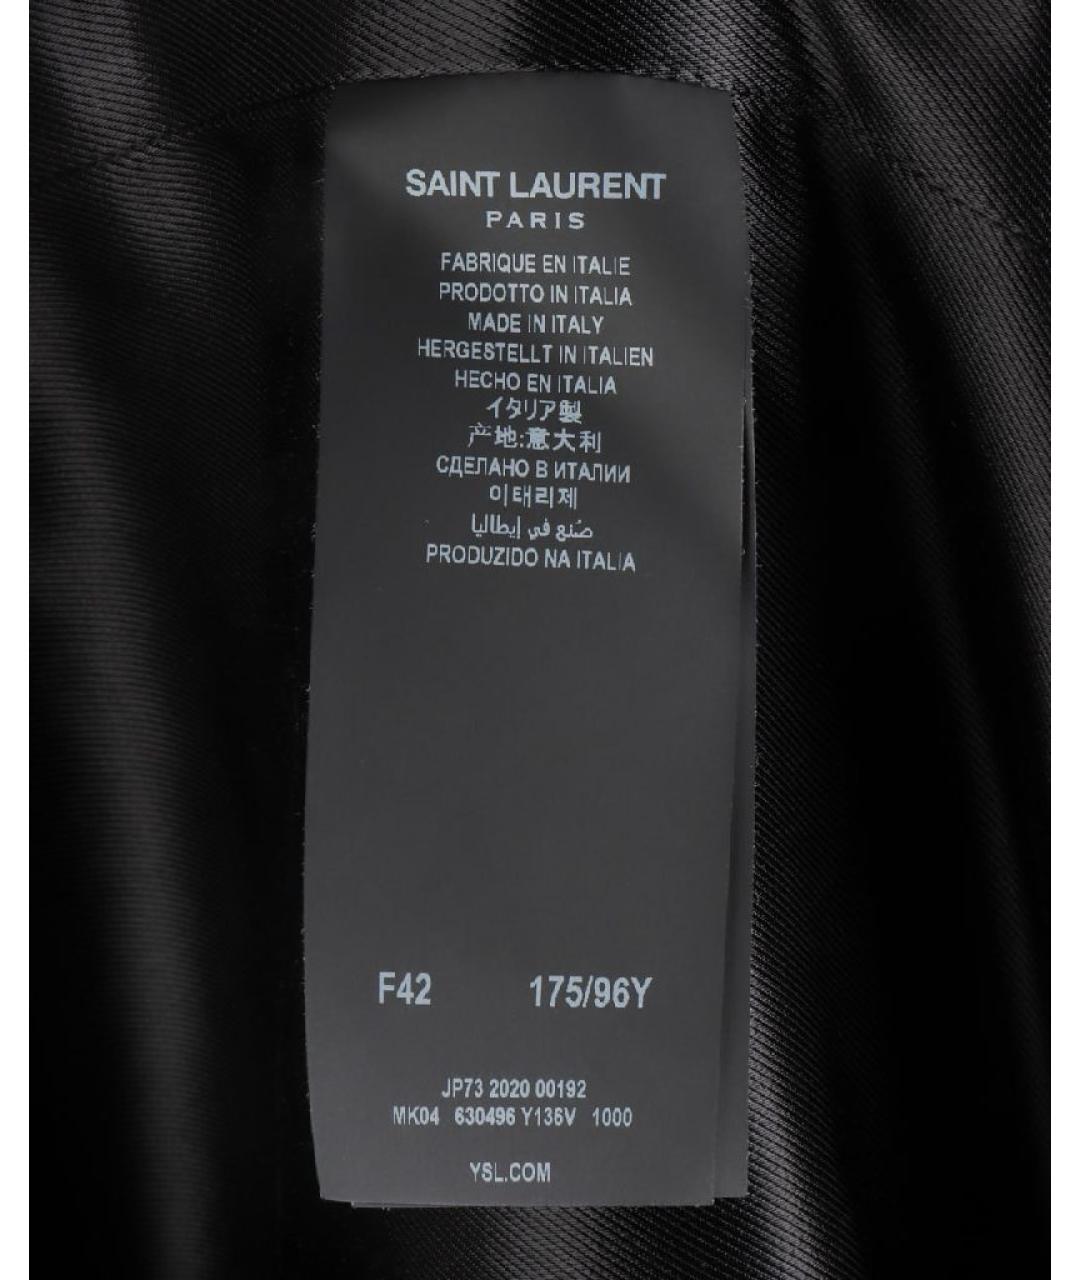 SAINT LAURENT
PARIS
FABRIQUE EN ITALIE
PRODOTTO IN ITALIA
MADE IN ITALY
HERGESTELLT IN ITALIEN
HECHO EN ITALIA
イタリア製
产地:意大利
СДЕЛАНО В ИТАЛИИ
이태리제
صُنع في إيطاليا
PRODUZIDO NA ITALIA
F42 175/96Y
JP73 2020 00192
MK04 630496 Y136V 1000
YSL.COM